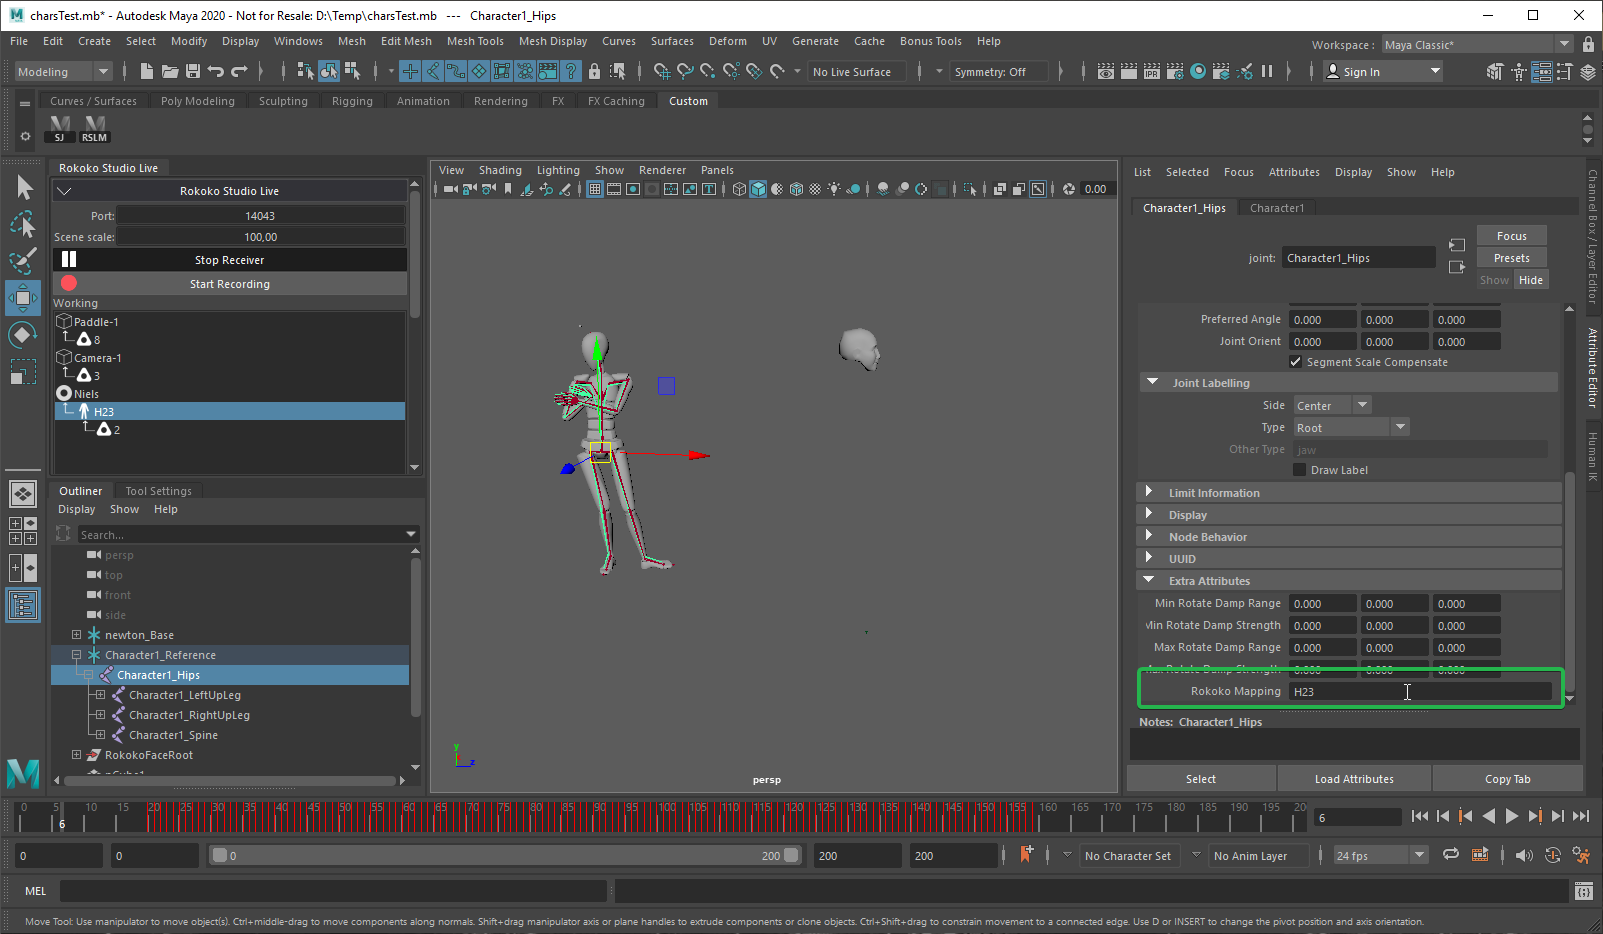 charsTest.mb* - Autodesk Maya 2020 - Not for Resale: D:\Temp\charsTest.mb --- Character1_Hips
File Edit Create Select Modify Display Windows Mesh Edit Mesh Mesh Tools Mesh Display Curves Surfaces Deform UV Generate Cache Bonus Tools Help
Workspace : Maya Classic*
Modeling No Live Surface Symmetry: Off IPR Sign In
Curves / Surfaces Poly Modeling Sculpting Rigging Animation Rendering FX FX Caching Custom
SJ RSLM
Rokoko Studio Live
Rokoko Studio Live
Port: 14043
Scene scale: 100,00
Stop Receiver
Start Recording
Working
Paddle-1
8
Camera-1
3
Niels
H23
2
Outliner Tool Settings
Display Show Help
Search...
persp
top
front
side
newton_Base
Character1_Reference
Character1_Hips
Character1_LeftUpLeg
Character1_RightUpLeg
Character1_Spine
RokokoFaceRoot
View Shading Lighting Show Renderer Panels
0.00
y
z
persp
List Selected Focus Attributes Display Show Help
Character1_Hips Character1
Focus
joint: Character1_Hips Presets
Show Hide
Preferred Angle 0.000 0.000 0.000
Joint Orient 0.000 0.000 0.000
Segment Scale Compensate
Joint Labelling
Side Center
Type Root
Other Type jaw
Draw Label
Limit Information
Display
Node Behavior
UUID
Extra Attributes
Min Rotate Damp Range 0.000 0.000 0.000
Min Rotate Damp Strength 0.000 0.000 0.000
Max Rotate Damp Range 0.000 0.000 0.000
Max Rotate Damp Strength 0.000 0.000 0.000
Rokoko Mapping H23
Notes: Character1_Hips
Select Load Attributes Copy Tab
Channel Box / Layer Editor
Attribute Editor
Human IK
0 5 10 15 20 25 30 35 40 45 50 55 60 65 70 75 80 85 90 95 100 105 110 115 120 125 130 135 140 145 150 155 160 165 170 175 180 185 190 195 20
6
6
0 0 0 200 200 200 No Character Set No Anim Layer 24 fps
MEL
Move Tool: Use manipulator to move object(s). Ctrl+middle-drag to move components along normals. Shift+drag manipulator axis or plane handles to extrude components or clone objects. Ctrl+Shift+drag to constrain movement to a connected edge. Use D or INSERT to change the pivot position and axis orientation.